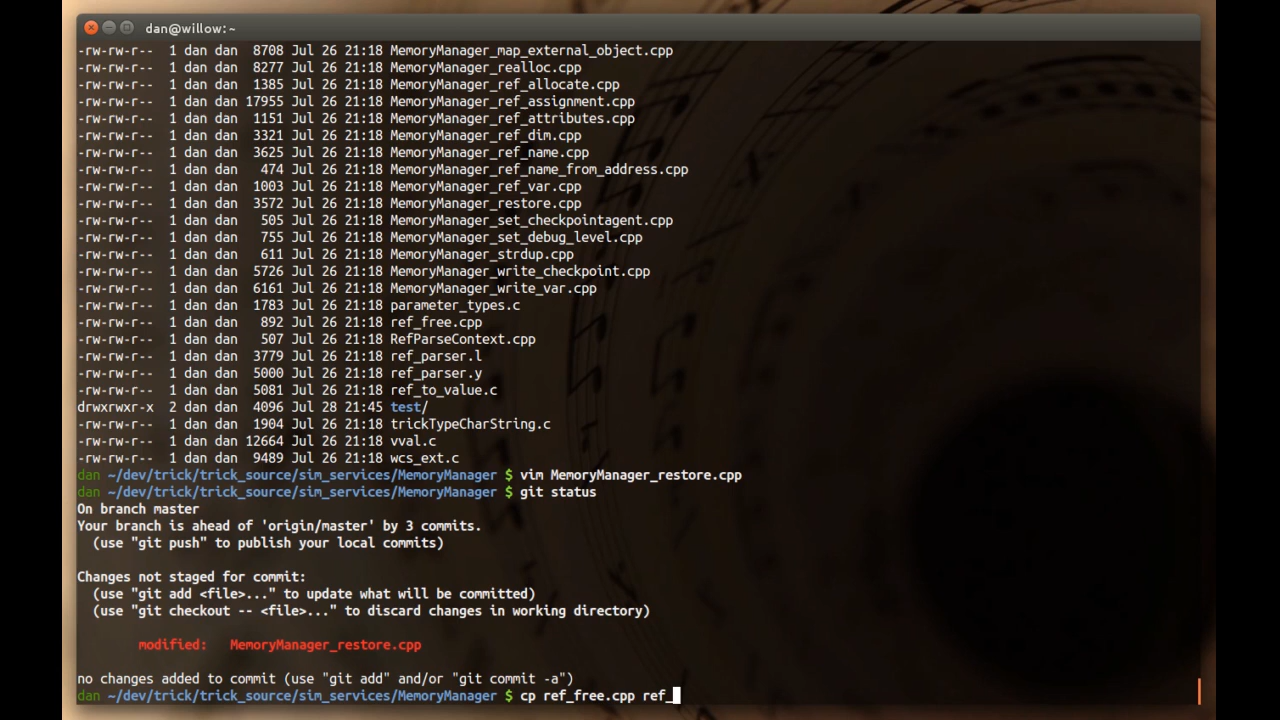 dan@willow: ~
-rw-rw-r--  1 dan dan  8708 Jul 26 21:18 MemoryManager_map_external_object.cpp
-rw-rw-r--  1 dan dan  8277 Jul 26 21:18 MemoryManager_realloc.cpp
-rw-rw-r--  1 dan dan  1385 Jul 26 21:18 MemoryManager_ref_allocate.cpp
-rw-rw-r--  1 dan dan 17955 Jul 26 21:18 MemoryManager_ref_assignment.cpp
-rw-rw-r--  1 dan dan  1151 Jul 26 21:18 MemoryManager_ref_attributes.cpp
-rw-rw-r--  1 dan dan  3321 Jul 26 21:18 MemoryManager_ref_dim.cpp
-rw-rw-r--  1 dan dan  3625 Jul 26 21:18 MemoryManager_ref_name.cpp
-rw-rw-r--  1 dan dan   474 Jul 26 21:18 MemoryManager_ref_name_from_address.cpp
-rw-rw-r--  1 dan dan  1003 Jul 26 21:18 MemoryManager_ref_var.cpp
-rw-rw-r--  1 dan dan  3572 Jul 26 21:18 MemoryManager_restore.cpp
-rw-rw-r--  1 dan dan   505 Jul 26 21:18 MemoryManager_set_checkpointagent.cpp
-rw-rw-r--  1 dan dan   755 Jul 26 21:18 MemoryManager_set_debug_level.cpp
-rw-rw-r--  1 dan dan   611 Jul 26 21:18 MemoryManager_strdup.cpp
-rw-rw-r--  1 dan dan  5726 Jul 26 21:18 MemoryManager_write_checkpoint.cpp
-rw-rw-r--  1 dan dan  6161 Jul 26 21:18 MemoryManager_write_var.cpp
-rw-rw-r--  1 dan dan  1783 Jul 26 21:18 parameter_types.c
-rw-rw-r--  1 dan dan   892 Jul 26 21:18 ref_free.cpp
-rw-rw-r--  1 dan dan   507 Jul 26 21:18 RefParseContext.cpp
-rw-rw-r--  1 dan dan  3779 Jul 26 21:18 ref_parser.l
-rw-rw-r--  1 dan dan  5000 Jul 26 21:18 ref_parser.y
-rw-rw-r--  1 dan dan  5081 Jul 26 21:18 ref_to_value.c
drwxrwxr-x  2 dan dan  4096 Jul 28 21:45 test/
-rw-rw-r--  1 dan dan  1904 Jul 26 21:18 trickTypeCharString.c
-rw-rw-r--  1 dan dan 12664 Jul 26 21:18 vval.c
-rw-rw-r--  1 dan dan  9489 Jul 26 21:18 wcs_ext.c
dan ~/dev/trick/trick_source/sim_services/MemoryManager $ vim MemoryManager_restore.cpp
dan ~/dev/trick/trick_source/sim_services/MemoryManager $ git status
On branch master
Your branch is ahead of 'origin/master' by 3 commits.
  (use "git push" to publish your local commits)
Changes not staged for commit:
  (use "git add <file>..." to update what will be committed)
  (use "git checkout -- <file>..." to discard changes in working directory)
        modified:   MemoryManager_restore.cpp
no changes added to commit (use "git add" and/or "git commit -a")
dan ~/dev/trick/trick_source/sim_services/MemoryManager $ cp ref_free.cpp ref_